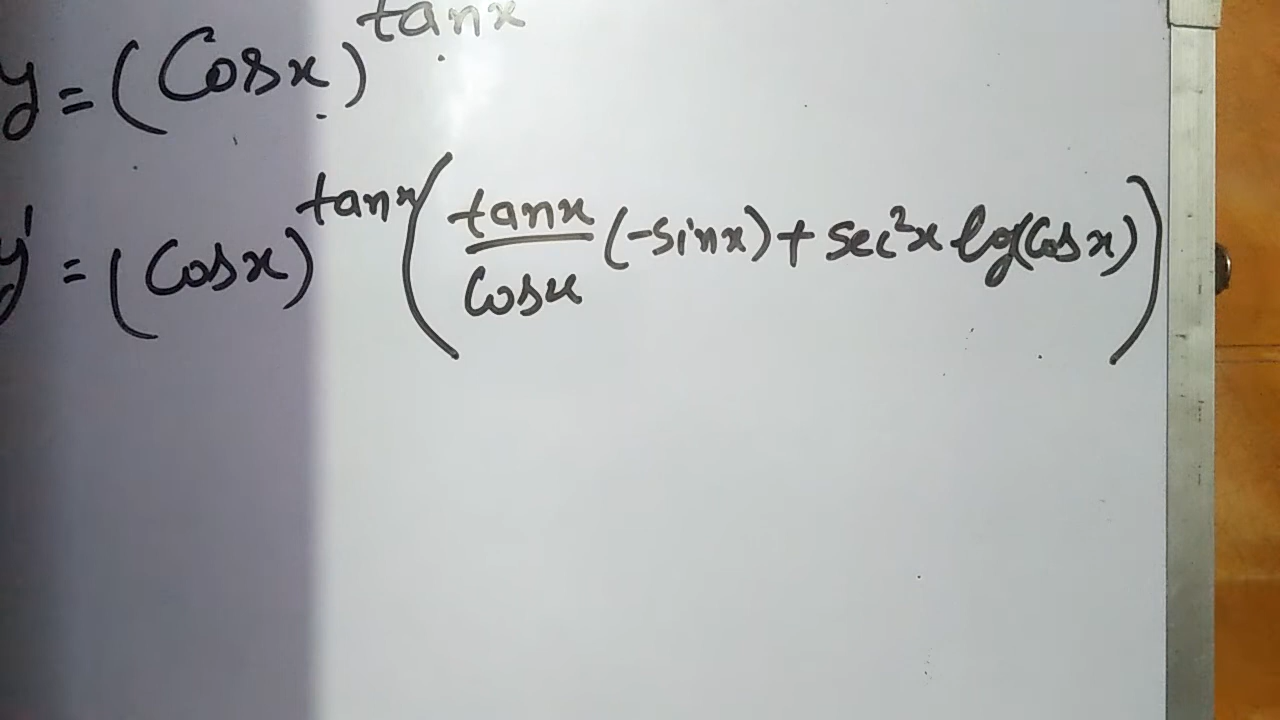 y = (Cosx)^tanx
y' = (Cosx)^tanx (tanx/Cosx (-sinx) + sec²x log(Cosx))